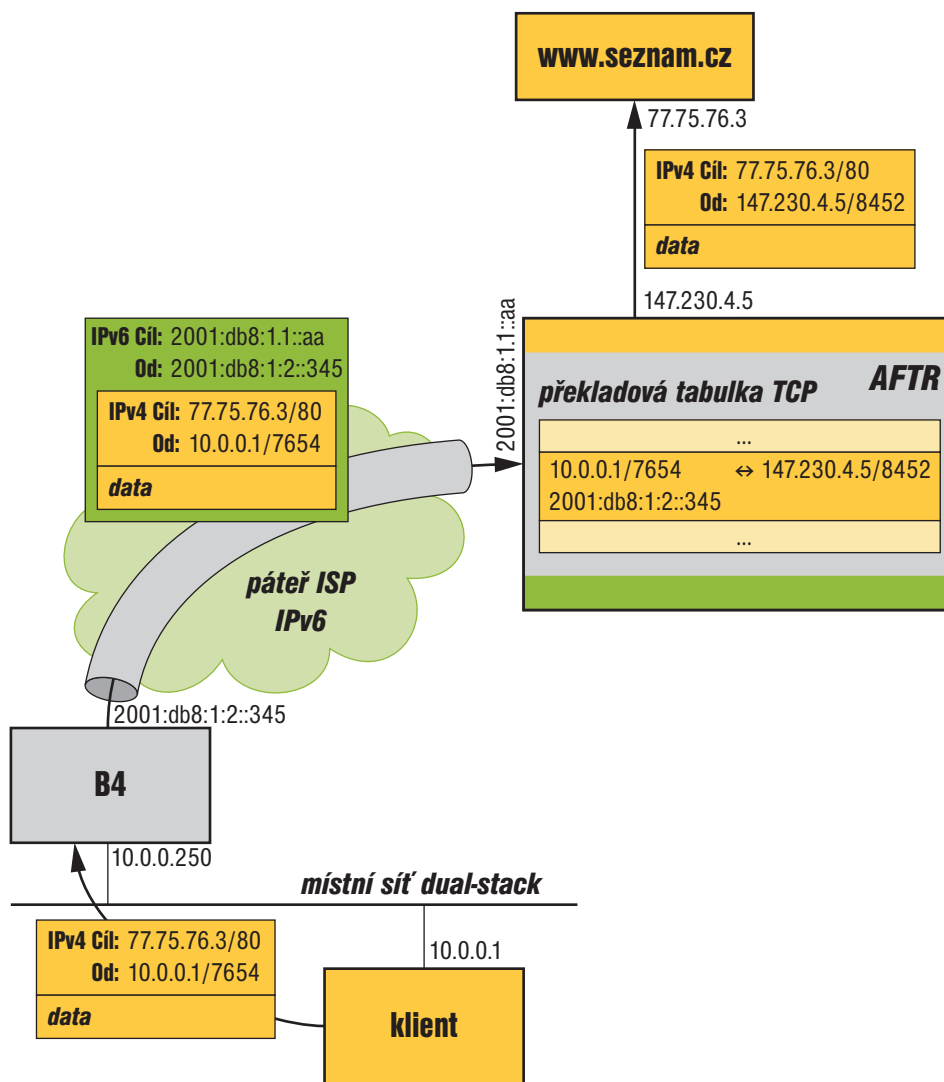 www.seznam.cz
77.75.76.3
IPv4 Cíl: 77.75.76.3/80
Od: 147.230.4.5/8452
data
147.230.4.5
IPv6 Cíl: 2001:db8:1.1::aa
Od: 2001:db8:1:2::345
IPv4 Cíl: 77.75.76.3/80
Od: 10.0.0.1/7654
data
2001:db8:1.1::aa
AFTR
překladová tabulka TCP
...
10.0.0.1/7654 ↔ 147.230.4.5/8452
2001:db8:1:2::345
...
páteř ISP
IPv6
2001:db8:1:2::345
B4
10.0.0.250
místní síť dual-stack
IPv4 Cíl: 77.75.76.3/80
Od: 10.0.0.1/7654
data
10.0.0.1
klient